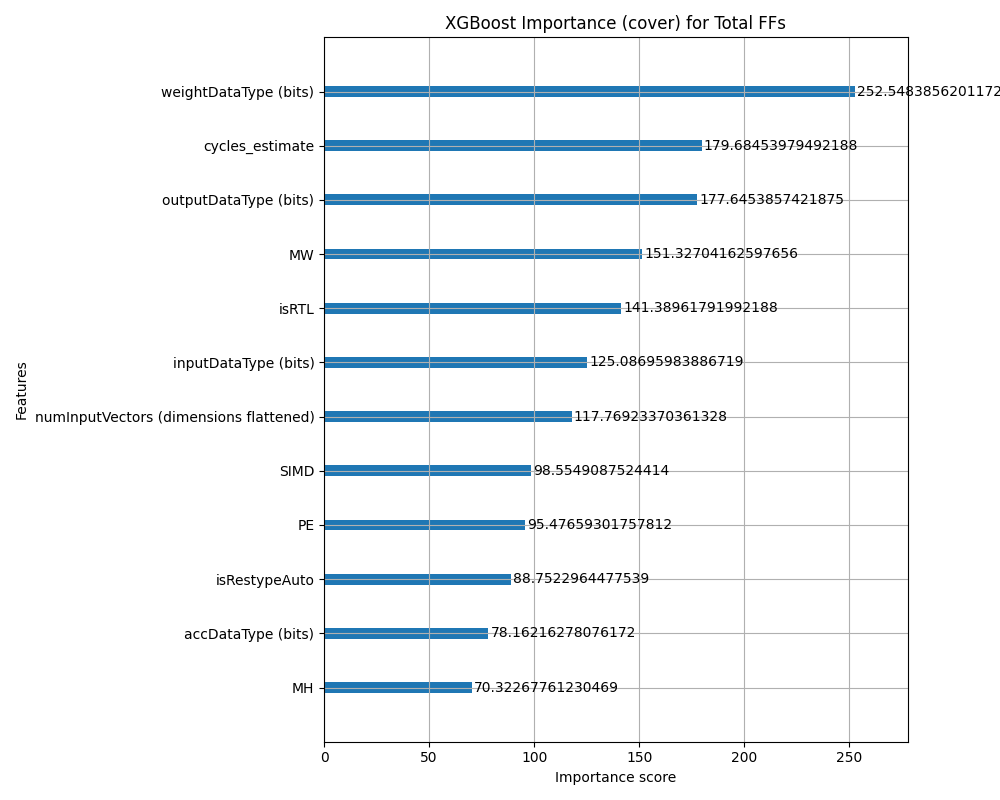 XGBoost Importance (cover) for Total FFs
weightDataType (bits)
252.5483856201172
cycles_estimate
179.68453979492188
outputDataType (bits)
177.6453857421875
MW
151.32704162597656
isRTL
141.38961791992188
inputDataType (bits)
125.08695983886719
numInputVectors (dimensions flattened)
117.76923370361328
SIMD
98.5549087524414
PE
95.47659301757812
isRestypeAuto
88.7522964477539
accDataType (bits)
78.16216278076172
MH
70.32267761230469
Features
0 50 100 150 200 250
Importance score